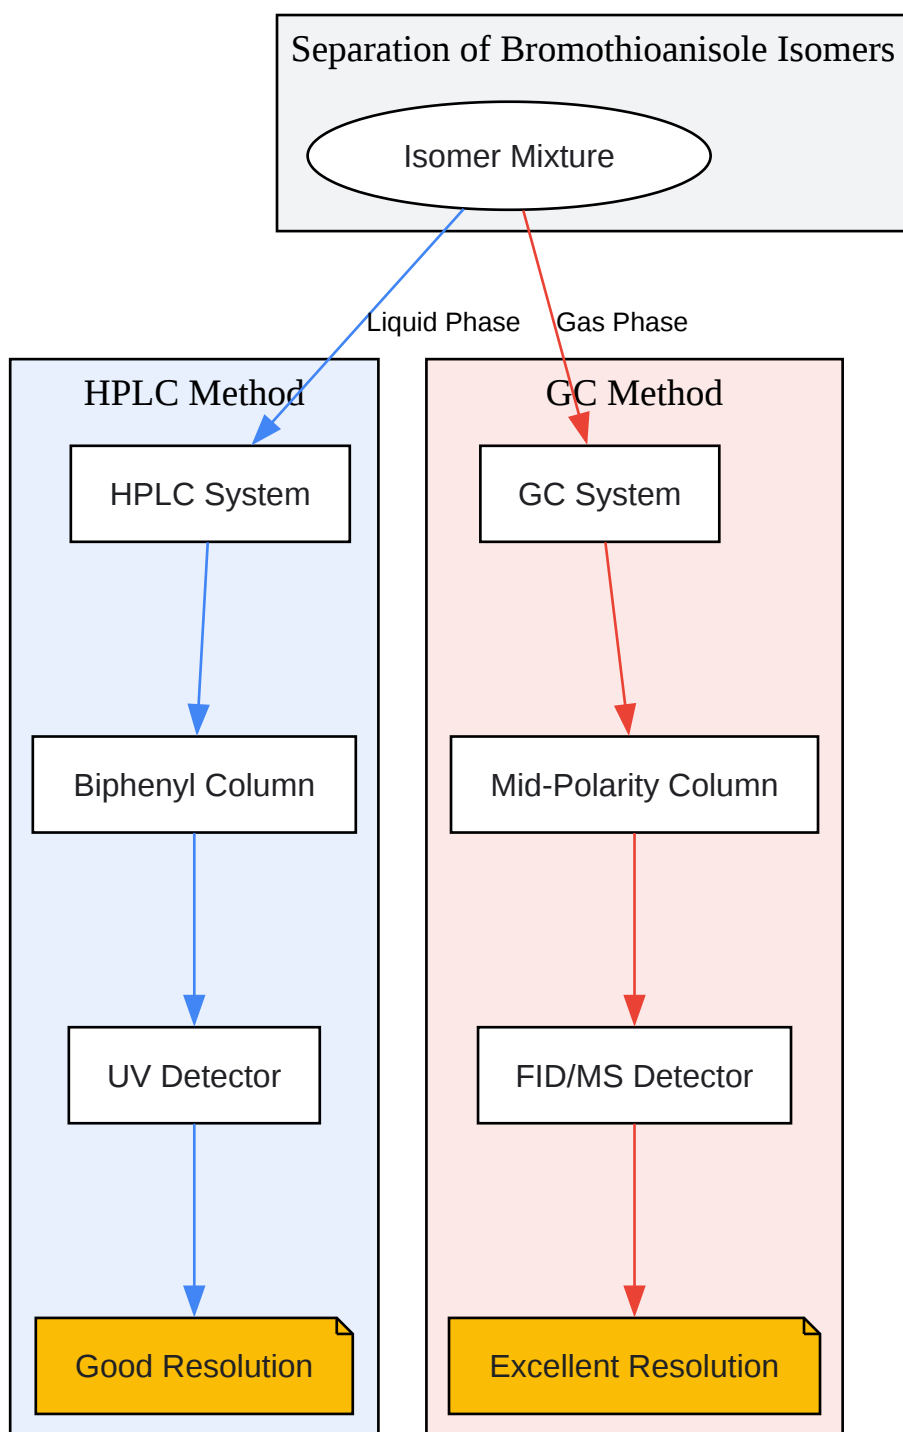 Separation of Bromothioanisole Isomers
Isomer Mixture
Liquid Phase
Gas Phase
HPLC Method
HPLC System
Biphenyl Column
UV Detector
Good Resolution
GC Method
GC System
Mid-Polarity Column
FID/MS Detector
Excellent Resolution